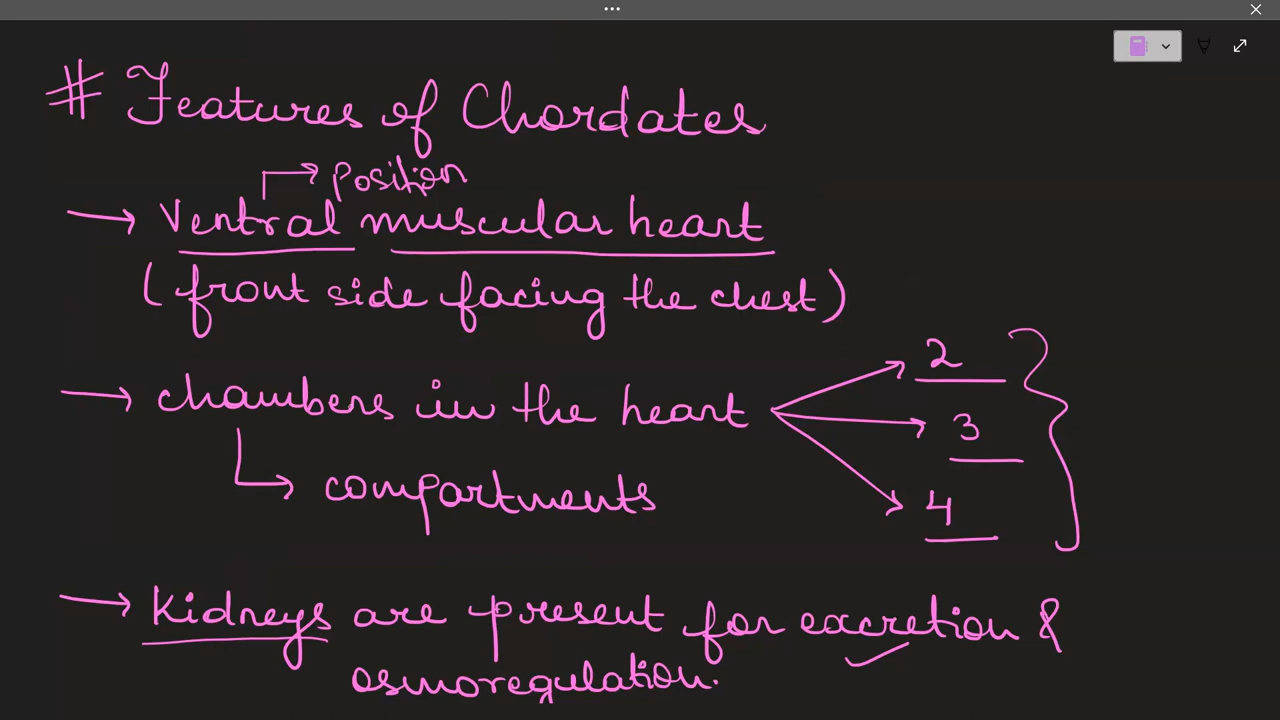 # Features of Chordates
→ position
→ Ventral muscular heart
(front side facing the chest)
→ chambers in the heart
2
3
4
→ compartments
→ Kidneys are present for excretion &
osmoregulation.